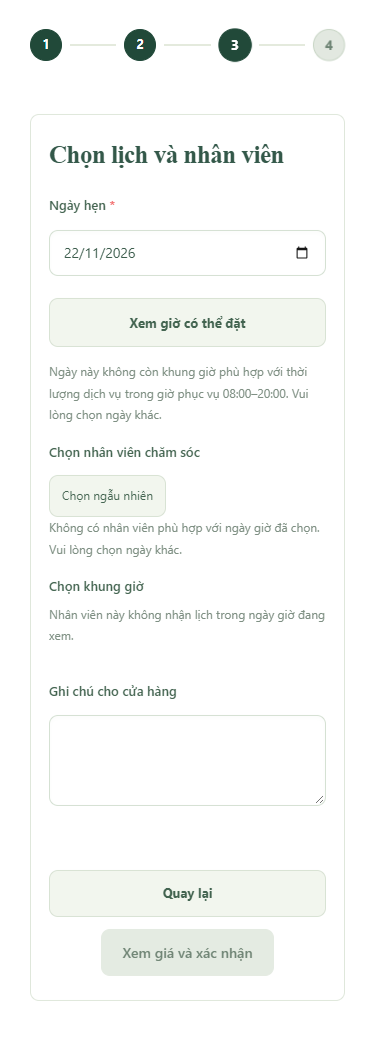 1 2 3 4
Chọn lịch và nhân viên
Ngày hẹn *
22/11/2026
Xem giờ có thể đặt
Ngày này không còn khung giờ phù hợp với thời
lượng dịch vụ trong giờ phục vụ 08:00–20:00. Vui
lòng chọn ngày khác.
Chọn nhân viên chăm sóc
Chọn ngẫu nhiên
Không có nhân viên phù hợp với ngày giờ đã chọn.
Vui lòng chọn ngày khác.
Chọn khung giờ
Nhân viên này không nhận lịch trong ngày giờ đang
xem.
Ghi chú cho cửa hàng
Quay lại
Xem giá và xác nhận